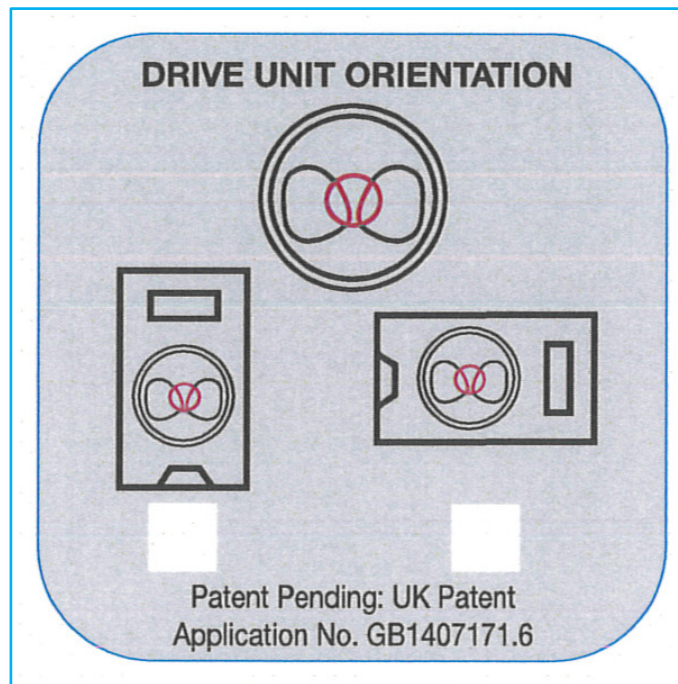 DRIVE UNIT ORIENTATION
Patent Pending: UK Patent
Application No. GB1407171.6